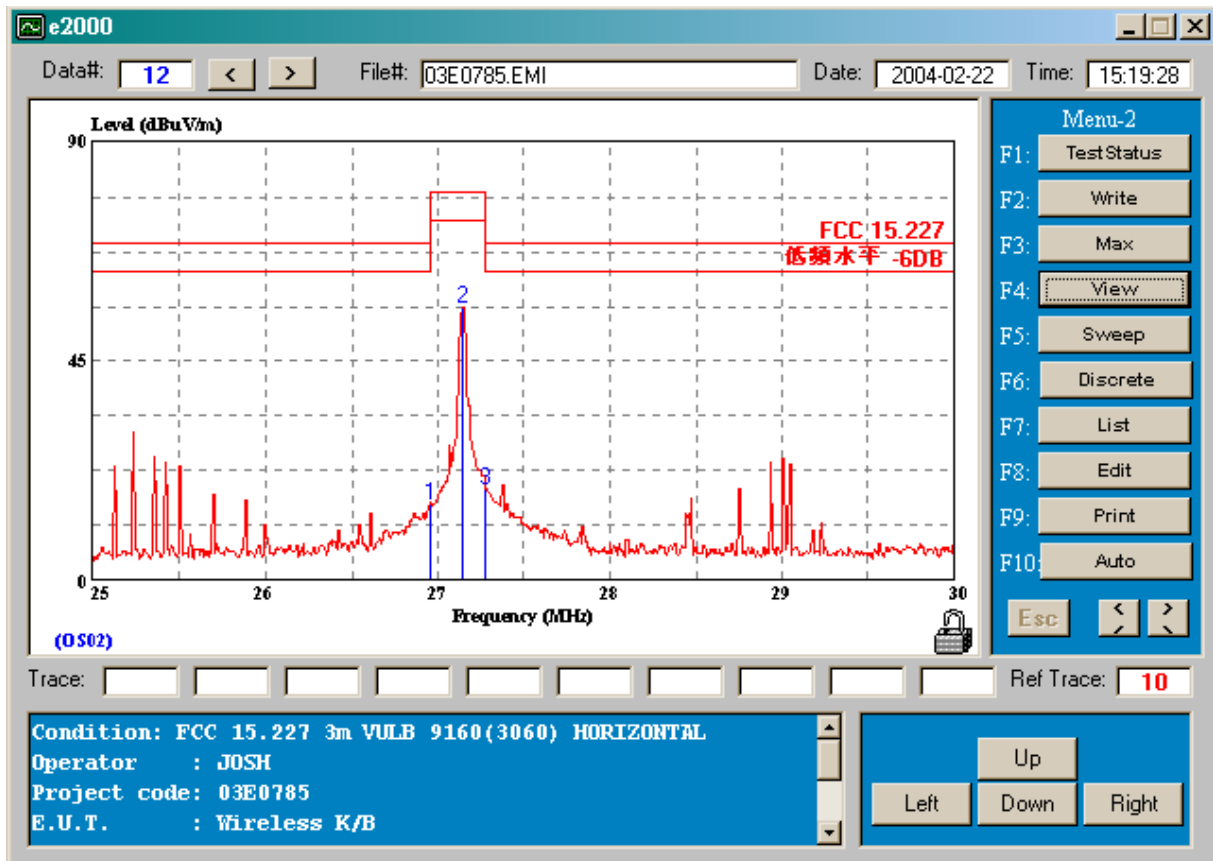 e2000
Data#: 12 < > File#: 03E0785.EMI Date: 2004-02-22 Time: 15:19:28
Level (dBuV/m)
90
FCC 15.227
低頻水平 -6DB
2
45
1
3
0
25 26 27 28 29 30
Frequency (MHz)
(OS02)
Menu-2
F1: TestStatus
F2: Write
F3: Max
F4: View
F5: Sweep
F6: Discrete
F7: List
F8: Edit
F9: Print
F10: Auto
Esc
Trace: Ref Trace: 10
Condition: FCC 15.227 3m VULB 9160(3060) HORIZONTAL
Operator : JOSH
Project code: 03E0785
E.U.T. : Wireless K/B
Up
Left Down Right